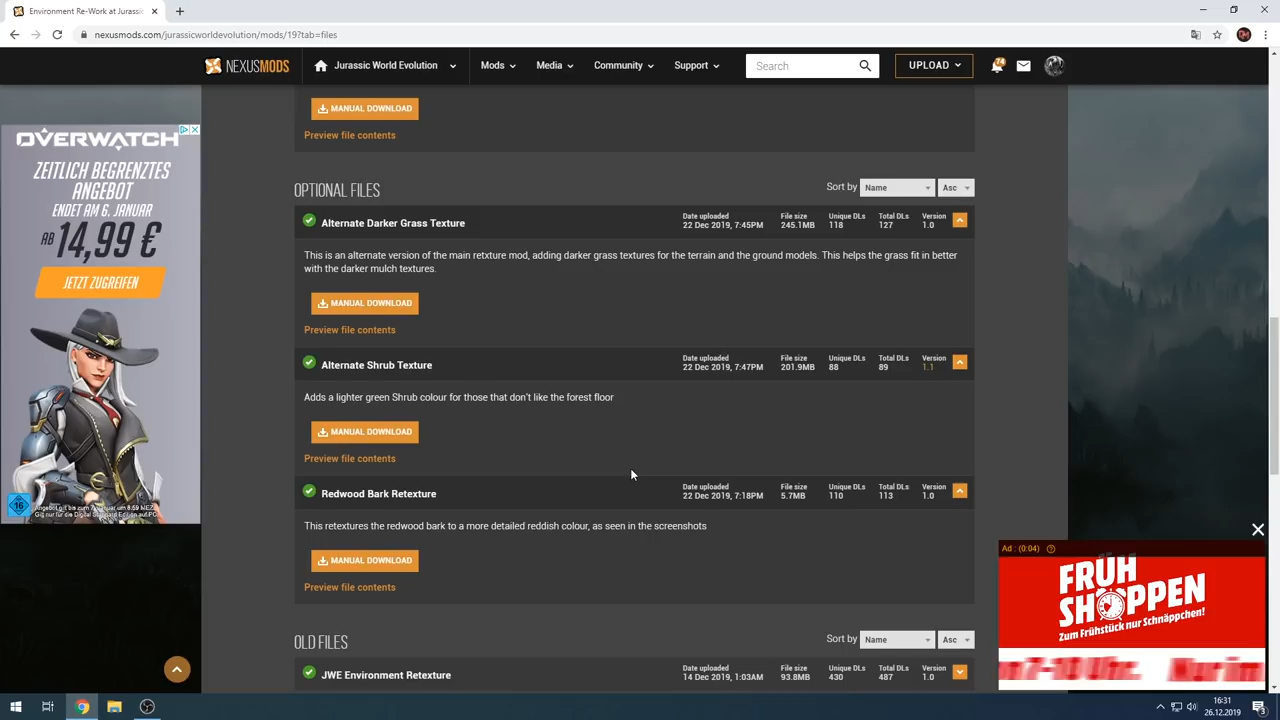 Environment Re-Work at Jurassic
nexusmods.com/jurassicworldevolution/mods/19?tab=files
NEXUSMODS
Jurassic World Evolution
Mods
Media
Community
Support
Search
UPLOAD
74
MANUAL DOWNLOAD
Preview file contents
OPTIONAL FILES
Sort by Name Asc
Alternate Darker Grass Texture
Date uploaded File size Unique DLs Total DLs Version
22 Dec 2019, 7:45PM 245.1MB 118 127 1.0
This is an alternate version of the main retxture mod, adding darker grass textures for the terrain and the ground models. This helps the grass fit in better
with the darker mulch textures.
MANUAL DOWNLOAD
Preview file contents
Alternate Shrub Texture
Date uploaded File size Unique DLs Total DLs Version
22 Dec 2019, 7:47PM 201.9MB 88 89 1.1
Adds a lighter green Shrub colour for those that don't like the forest floor
MANUAL DOWNLOAD
Preview file contents
Redwood Bark Retexture
Date uploaded File size Unique DLs Total DLs Version
22 Dec 2019, 7:18PM 5.7MB 110 113 1.0
This retextures the redwood bark to a more detailed reddish colour, as seen in the screenshots
MANUAL DOWNLOAD
Preview file contents
OLD FILES
Sort by Name Asc
JWE Environment Retexture
Date uploaded File size Unique DLs Total DLs Version
14 Dec 2019, 1:03AM 93.8MB 430 487 1.0
OVERWATCH
ZEITLICH BEGRENZTES
ANGEBOT
ENDET AM 6. JANUAR
AB 14,99 €
JETZT ZUGREIFEN
16
Ad : (0:04)
FRÜH
SHOPPEN
Zum Frühstück nur Schnäppchen!
16:31
26.12.2019
3